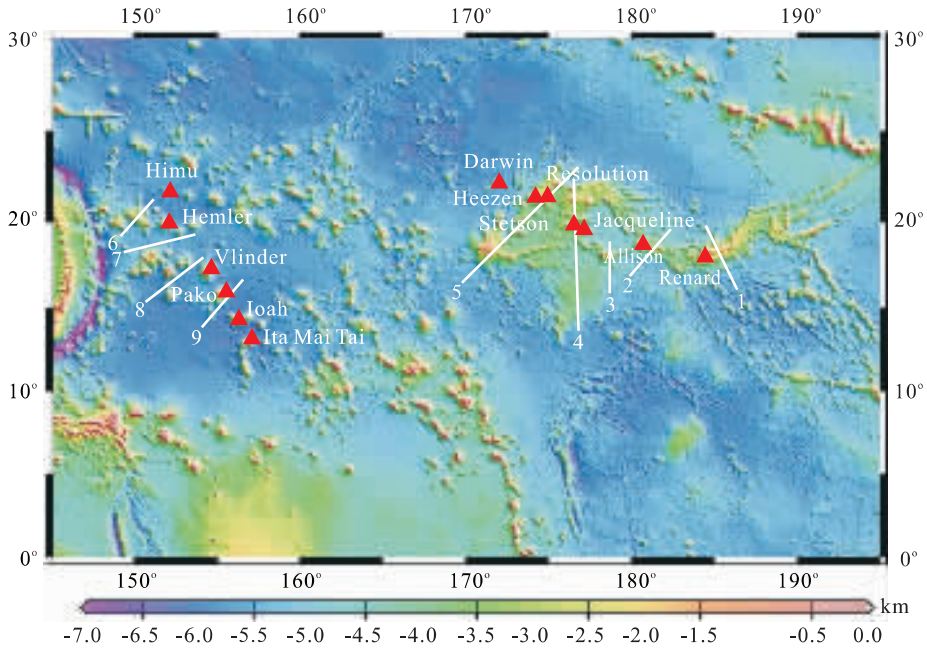 150° 160° 170° 180° 190°
30° 30°
Darwin
Himu Resolution
Heezen
20° Hemler Stetson Jacqueline 20°
6
7 Vlinder Allison
Renard
2
Pako 5
8 Ioah 3 1
9 Ita Mai Tai 4
10° 10°
0° 0°
150° 160° 170° 180° 190°
km
-7.0 -6.5 -6.0 -5.5 -5.0 -4.5 -4.0 -3.5 -3.0 -2.5 -2.0 -1.5 -0.5 0.0